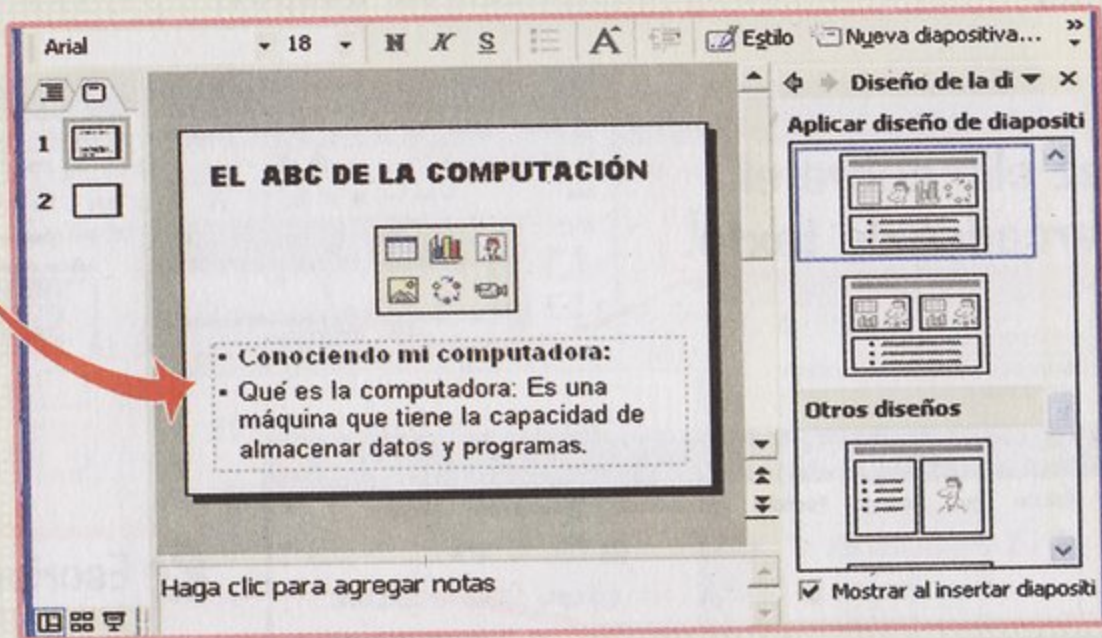 Arial 18 N K S A Estilo Nueva diapositiva...
Diseño de la di
Aplicar diseño de diapositi
1
2
EL ABC DE LA COMPUTACIÓN
• Conociendo mi computadora:
• Qué es la computadora: Es una
máquina que tiene la capacidad de
almacenar datos y programas.
Otros diseños
Haga clic para agregar notas
Mostrar al insertar diapositi